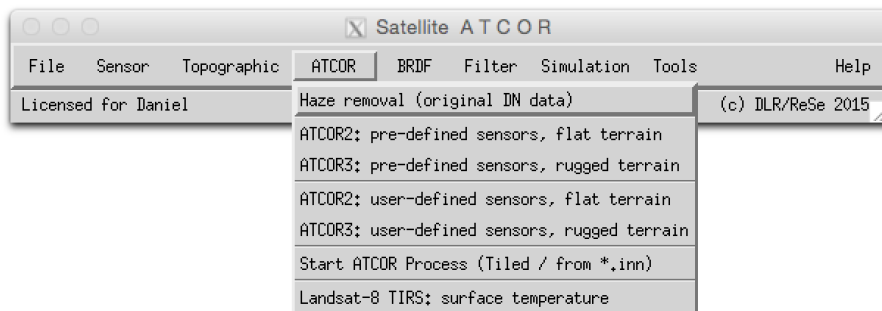 Satellite A T C O R
File Sensor Topographic ATCOR BRDF Filter Simulation Tools Help
Licensed for Daniel (c) DLR/ReSe 2015
Haze removal (original DN data)
ATCOR2: pre-defined sensors, flat terrain
ATCOR3: pre-defined sensors, rugged terrain
ATCOR2: user-defined sensors, flat terrain
ATCOR3: user-defined sensors, rugged terrain
Start ATCOR Process (Tiled / from *.inn)
Landsat-8 TIRS: surface temperature